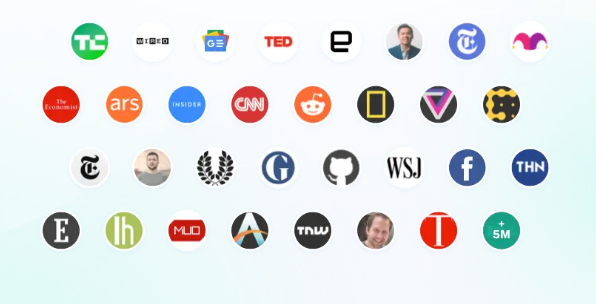 TC
WIRED
GE
TED
e
T
The
Economist
ars
INSIDER
CNN
T
G
WSJ
f
THN
E
lh
MUO
A
TNW
T
+
5M